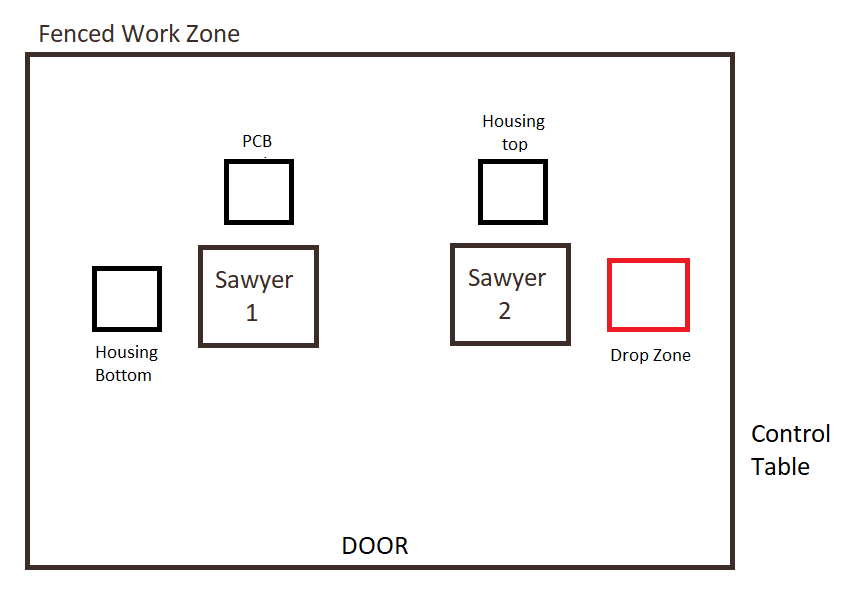 Fenced Work Zone
Housing
top
PCB
Sawyer
1
Sawyer
2
Housing
Bottom
Drop Zone
Control
Table
DOOR